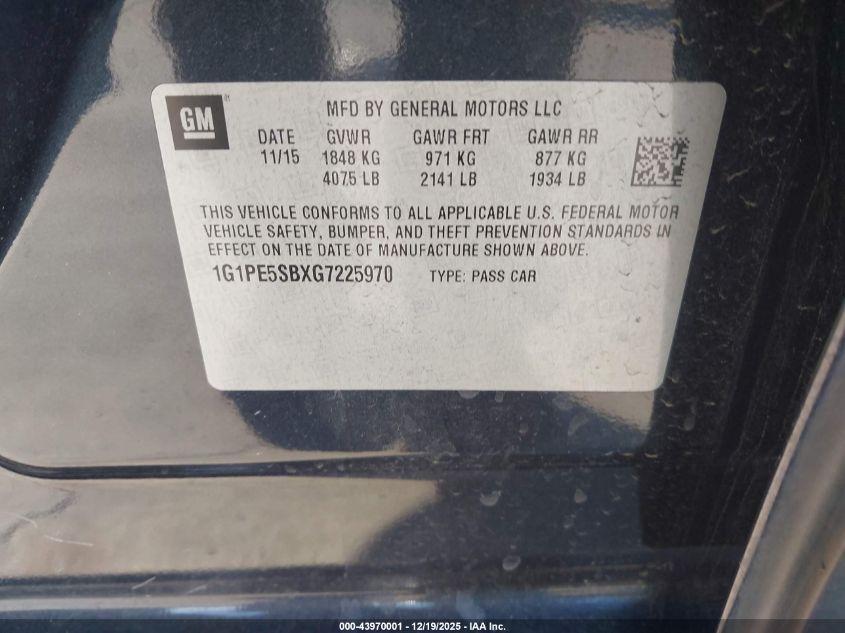 GM
MFD BY GENERAL MOTORS LLC
DATE GVWR GAWR FRT GAWR RR
11/15 1848 KG 971 KG 877 KG
4075 LB 2141 LB 1934 LB
THIS VEHICLE CONFORMS TO ALL APPLICABLE U.S. FEDERAL MOTOR
VEHICLE SAFETY, BUMPER, AND THEFT PREVENTION STANDARDS IN
EFFECT ON THE DATE OF MANUFACTURE SHOWN ABOVE.
1G1PE5SBXG7225970 TYPE: PASS CAR
000-43970001 - 12/19/2025 - IAA Inc.